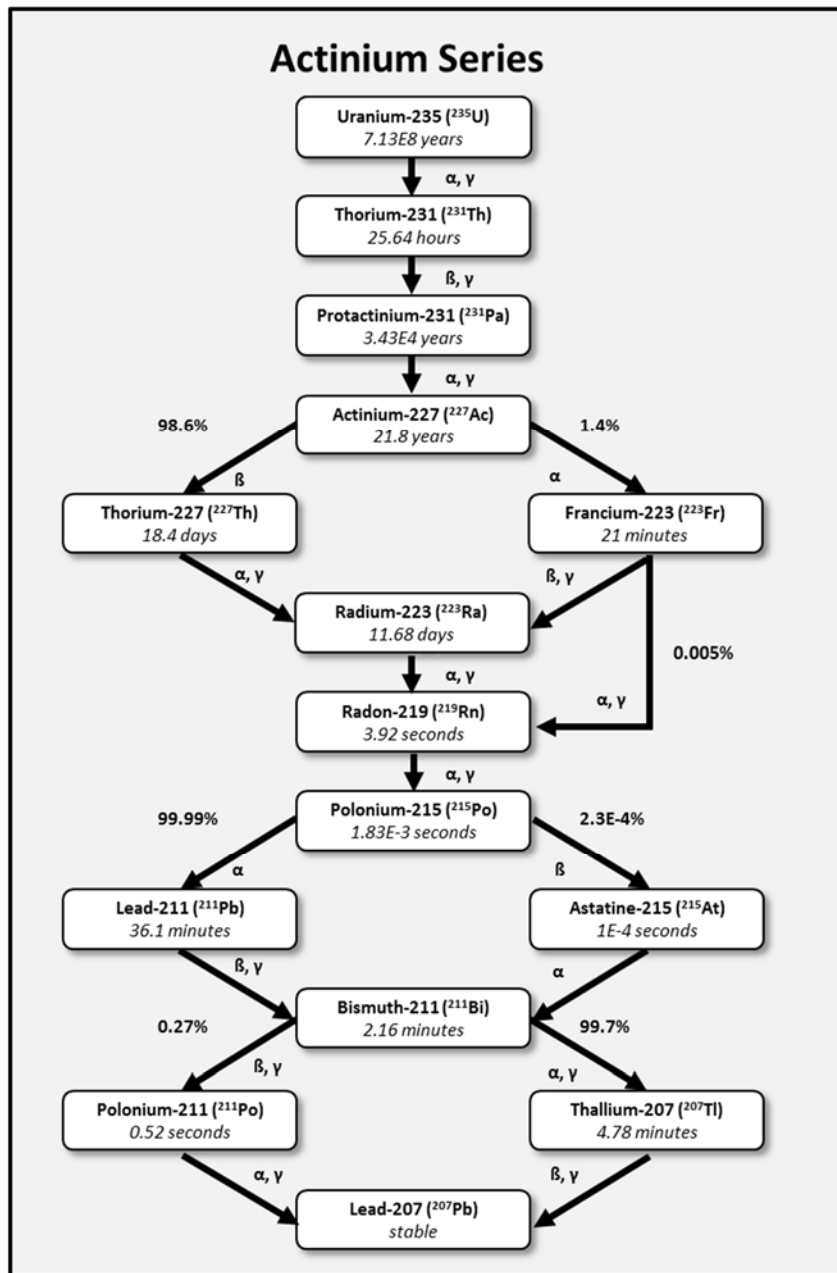 Actinium Series
Uranium-235 (²³⁵U)
7.13E8 years
α, γ
Thorium-231 (²³¹Th)
25.64 hours
ß, γ
Protactinium-231 (²³¹Pa)
3.43E4 years
α, γ
98.6%
Actinium-227 (²²⁷Ac)
21.8 years
1.4%
ß
α
Thorium-227 (²²⁷Th)
18.4 days
Francium-223 (²²³Fr)
21 minutes
α, γ
ß, γ
Radium-223 (²²³Ra)
11.68 days
0.005%
α, γ
α, γ
Radon-219 (²¹⁹Rn)
3.92 seconds
α, γ
99.99%
Polonium-215 (²¹⁵Po)
1.83E-3 seconds
2.3E-4%
α
ß
Lead-211 (²¹¹Pb)
36.1 minutes
Astatine-215 (²¹⁵At)
1E-4 seconds
ß, γ
α
0.27%
Bismuth-211 (²¹¹Bi)
2.16 minutes
99.7%
ß, γ
α, γ
Polonium-211 (²¹¹Po)
0.52 seconds
Thallium-207 (²⁰⁷Tl)
4.78 minutes
α, γ
ß, γ
Lead-207 (²⁰⁷Pb)
stable